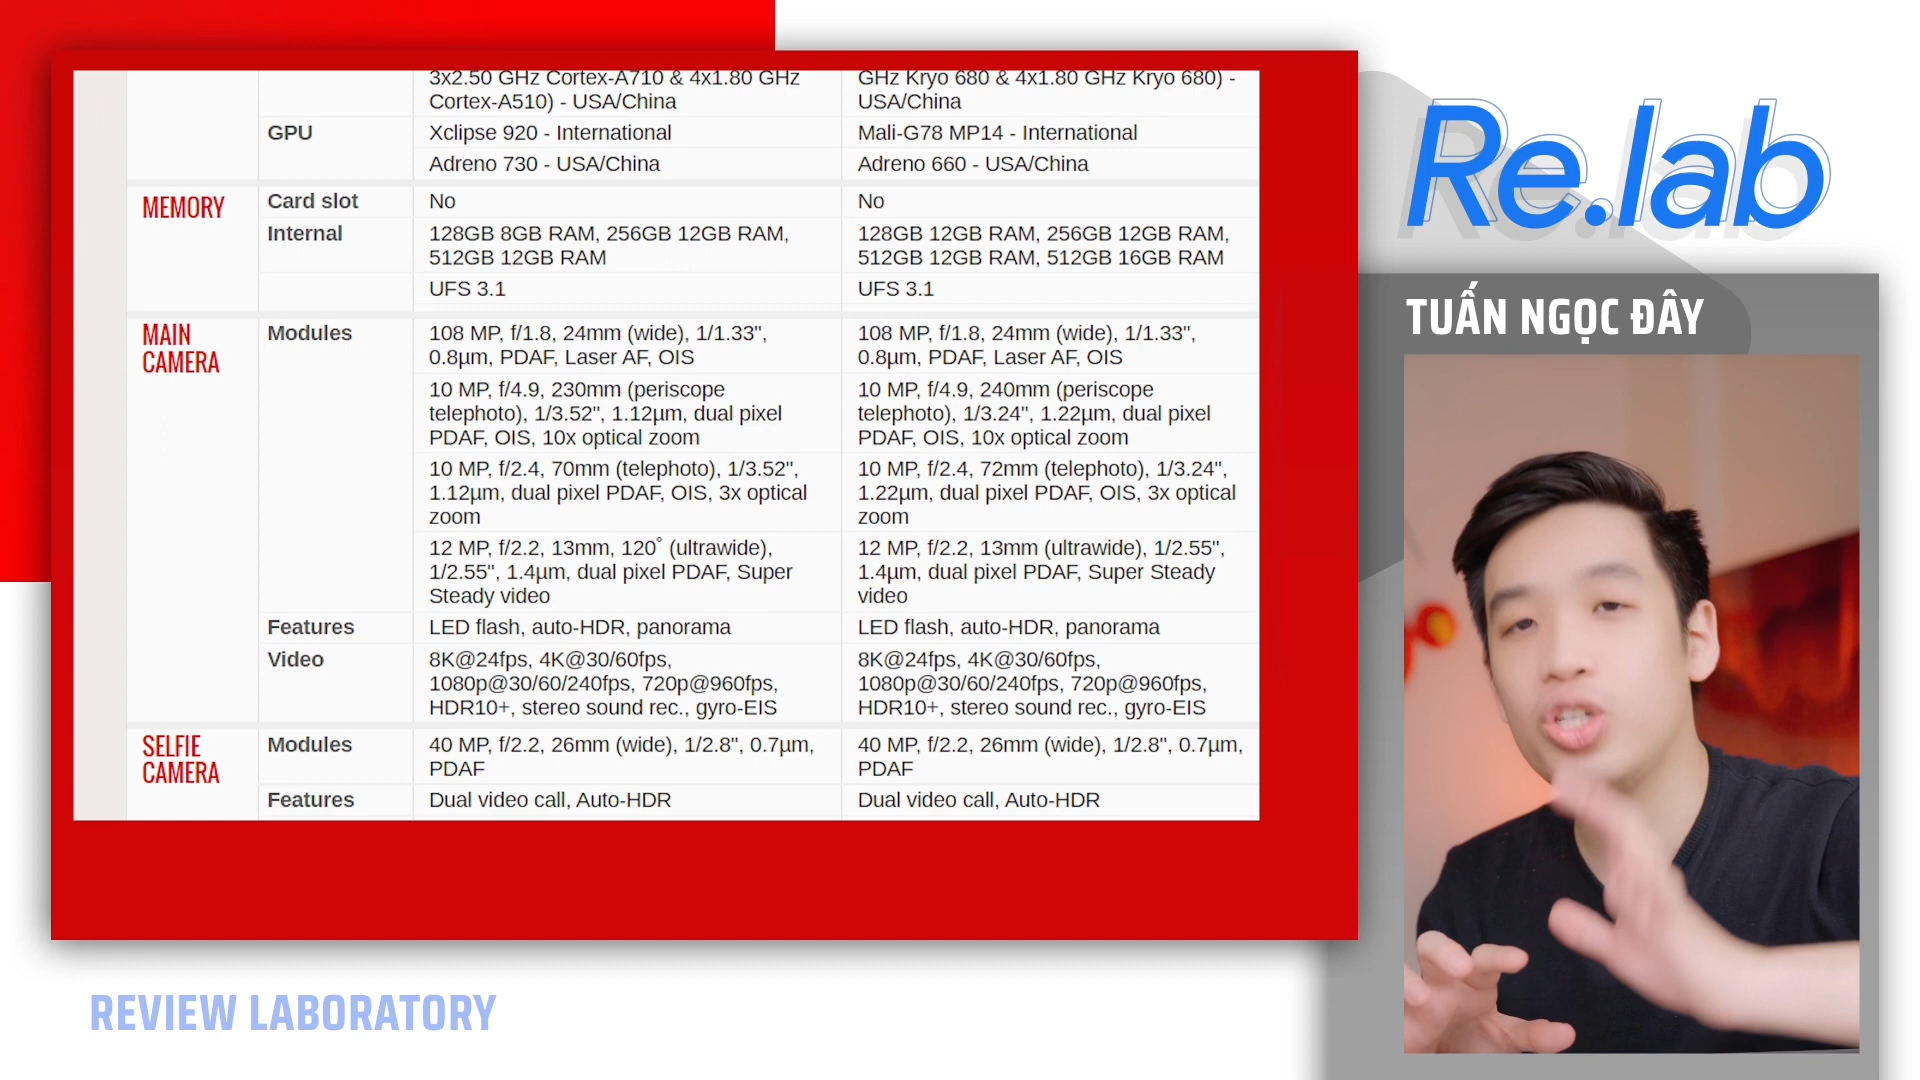 3x2.50 GHz Cortex-A710 & 4x1.80 GHz
Cortex-A510) - USA/China
GHz Kryo 680 & 4x1.80 GHz Kryo 680) -
USA/China
GPU
Xclipse 920 - International
Mali-G78 MP14 - International
Adreno 730 - USA/China
Adreno 660 - USA/China
MEMORY
Card slot
No
No
Internal
128GB 8GB RAM, 256GB 12GB RAM,
512GB 12GB RAM
128GB 12GB RAM, 256GB 12GB RAM,
512GB 12GB RAM, 512GB 16GB RAM
UFS 3.1
UFS 3.1
MAIN
CAMERA
Modules
108 MP, f/1.8, 24mm (wide), 1/1.33",
0.8µm, PDAF, Laser AF, OIS
108 MP, f/1.8, 24mm (wide), 1/1.33",
0.8µm, PDAF, Laser AF, OIS
10 MP, f/4.9, 230mm (periscope
telephoto), 1/3.52", 1.12µm, dual pixel
PDAF, OIS, 10x optical zoom
10 MP, f/4.9, 240mm (periscope
telephoto), 1/3.24", 1.22µm, dual pixel
PDAF, OIS, 10x optical zoom
10 MP, f/2.4, 70mm (telephoto), 1/3.52",
1.12µm, dual pixel PDAF, OIS, 3x optical
zoom
10 MP, f/2.4, 72mm (telephoto), 1/3.24",
1.22µm, dual pixel PDAF, OIS, 3x optical
zoom
12 MP, f/2.2, 13mm, 120˚ (ultrawide),
1/2.55", 1.4µm, dual pixel PDAF, Super
Steady video
12 MP, f/2.2, 13mm (ultrawide), 1/2.55",
1.4µm, dual pixel PDAF, Super Steady
video
Features
LED flash, auto-HDR, panorama
LED flash, auto-HDR, panorama
Video
8K@24fps, 4K@30/60fps,
1080p@30/60/240fps, 720p@960fps,
HDR10+, stereo sound rec., gyro-EIS
8K@24fps, 4K@30/60fps,
1080p@30/60/240fps, 720p@960fps,
HDR10+, stereo sound rec., gyro-EIS
SELFIE
CAMERA
Modules
40 MP, f/2.2, 26mm (wide), 1/2.8", 0.7µm,
PDAF
40 MP, f/2.2, 26mm (wide), 1/2.8", 0.7µm,
PDAF
Features
Dual video call, Auto-HDR
Dual video call, Auto-HDR
Re.lab
TUẤN NGỌC ĐÂY
REVIEW LABORATORY